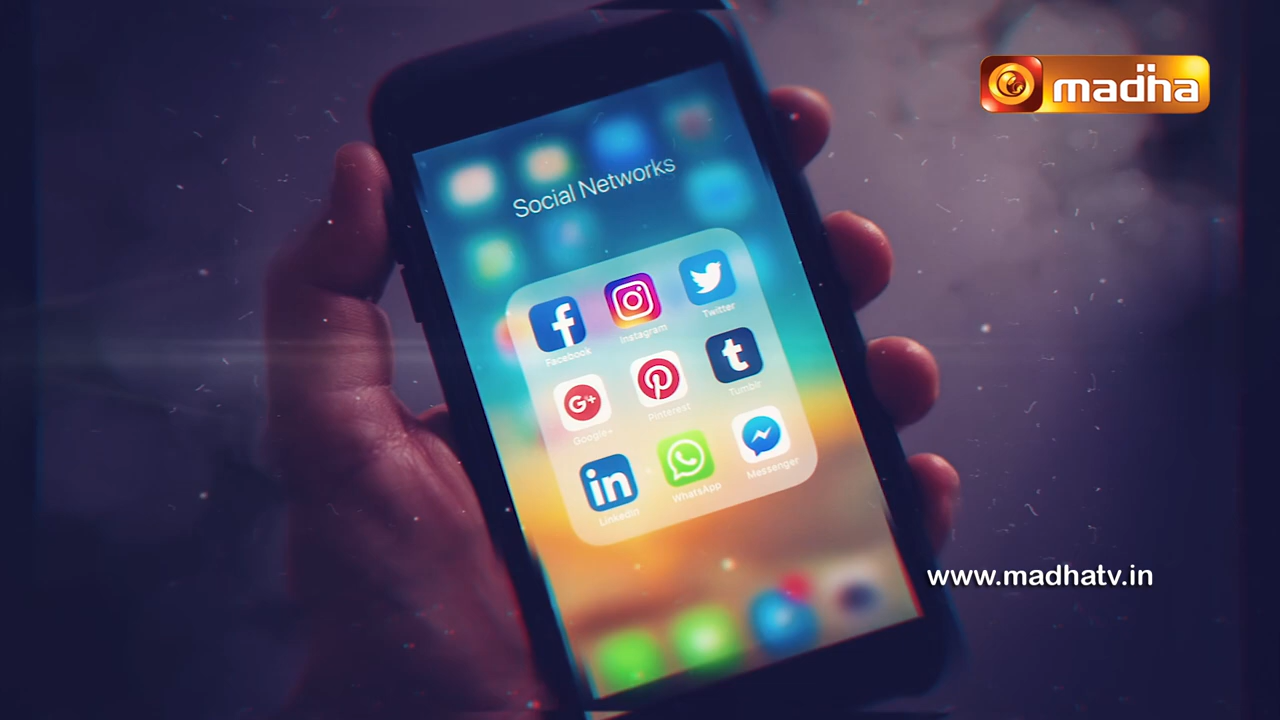 madha
Social Networks
Facebook
Instagram
Twitter
Google+
Pinterest
Tumblr
LinkedIn
WhatsApp
Messenger
www.madhatv.in